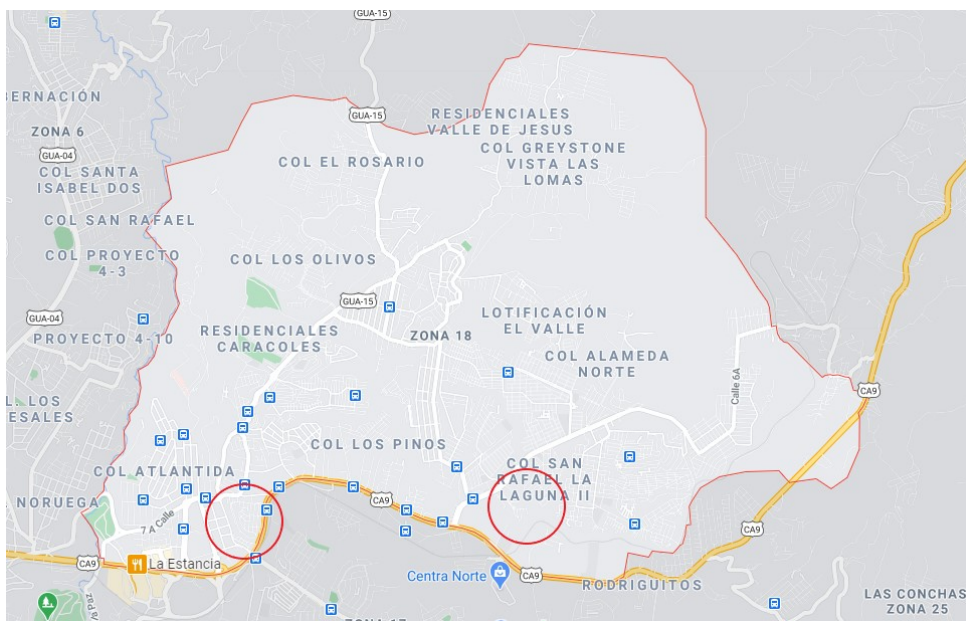 GUA-15
BERNACIÓN
ZONA 6
GUA-04
COL SANTA
ISABEL DOS
COL SAN RAFAEL
COL PROYECTO
4-3
GUA-04
PROYECTO 4-10
L. LOS
ESALES
NORUEGA
GUA-15
RESIDENCIALES
VALLE DE JESUS
COL GREYSTONE
VISTA LAS
LOMAS
COL EL ROSARIO
COL LOS OLIVOS
GUA-15
RESIDENCIALES
CARACOLES
ZONA 18
LOTIFICACIÓN
EL VALLE
COL ALAMEDA
NORTE
Calle 6A
CA9
COL LOS PINOS
COL ATLANTIDA
COL SAN
RAFAEL LA
LAGUNA II
CA9
7A Calle
CA9
CA9
La Estancia
Centra Norte
CA9
RODRIGUITOS
LAS CONCHAS
ZONA 25
ZONA 17